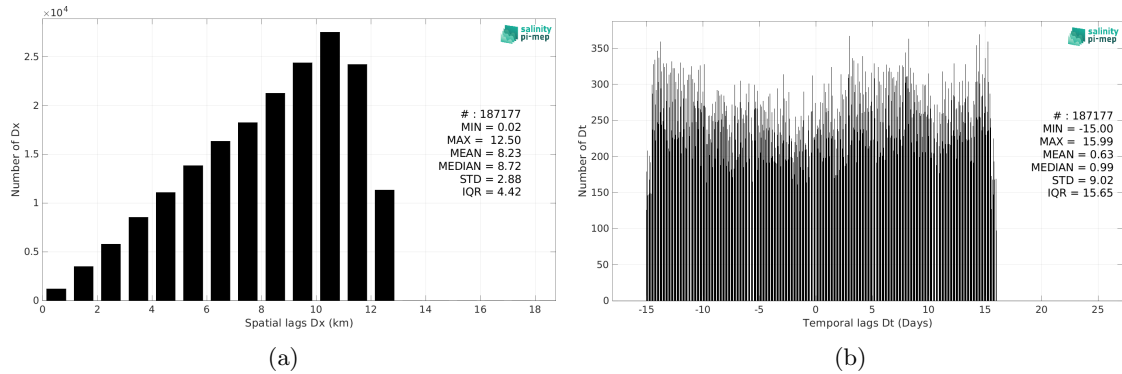 ×10⁴
2.5
2
1.5
1
0.5
0
0
2
4
6
8
10
12
14
16
18
Number of Dx
Spatial lags Dx (km)
salinity
pi-mep
# : 187177
MIN = 0.02
MAX = 12.50
MEAN = 8.23
MEDIAN = 8.72
STD = 2.88
IQR = 4.42
(a)
350
300
250
200
150
100
50
0
-15
-10
-5
0
5
10
15
20
25
Number of Dt
Temporal lags Dt (Days)
salinity
pi-mep
# : 187177
MIN = -15.00
MAX = 15.99
MEAN = 0.63
MEDIAN = 0.99
STD = 9.02
IQR = 15.65
(b)